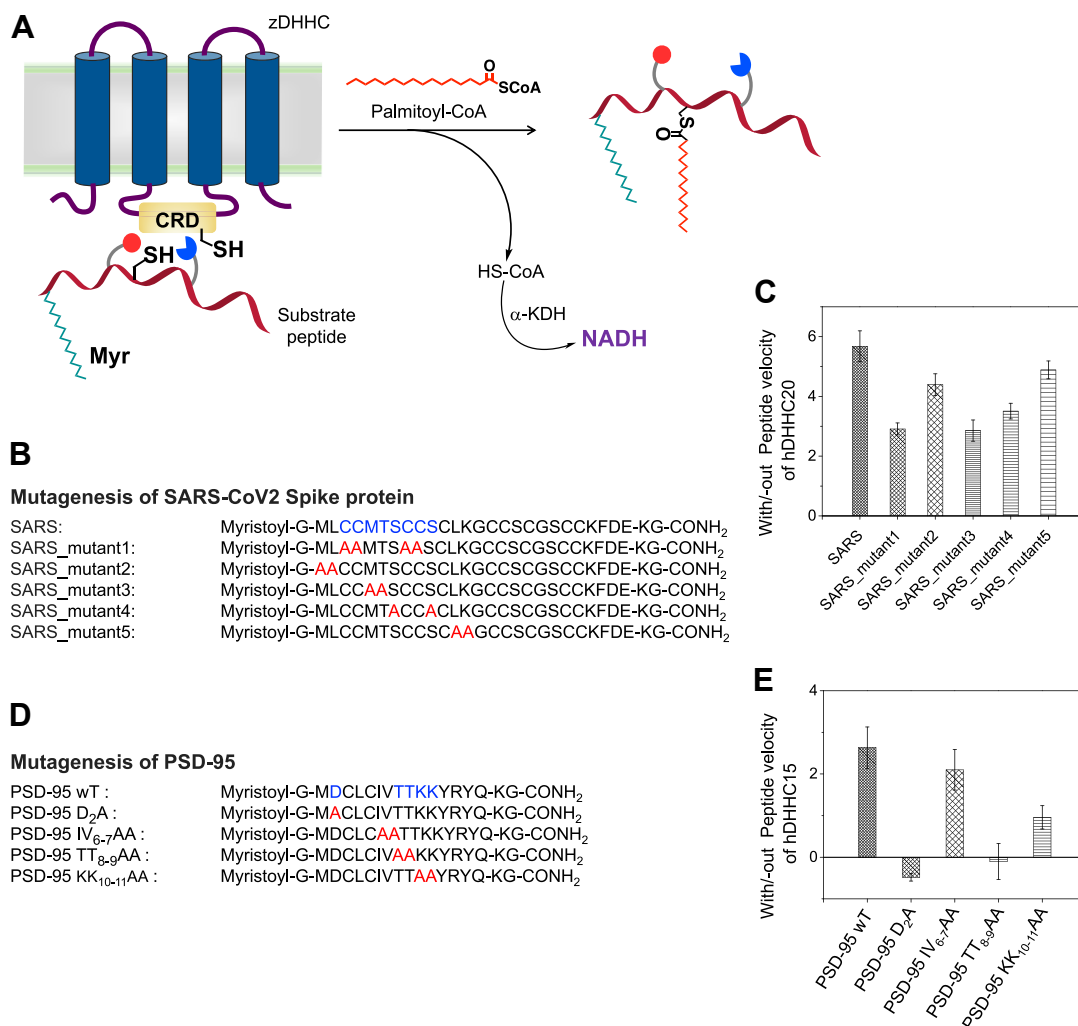 A
zDHHC
O
SCoA
Palmitoyl-CoA
S
O
CRD
SH
SH
HS-CoA
α-KDH
NADH
Substrate
peptide
Myr
B
Mutagenesis of SARS-CoV2 Spike protein
SARS: Myristoyl-G-MLCCMTSCCSCLKGCCSCGSCCKFDE-KG-CONH2
SARS_mutant1: Myristoyl-G-MLAAMTSAASCLKGCCSCGSCCKFDE-KG-CONH2
SARS_mutant2: Myristoyl-G-AACCMTSCCSCLKGCCSCGSCCKFDE-KG-CONH2
SARS_mutant3: Myristoyl-G-MLCCAASCCSCLKGCCSCGSCCKFDE-KG-CONH2
SARS_mutant4: Myristoyl-G-MLCCMTACCACLKGCCSCGSCCKFDE-KG-CONH2
SARS_mutant5: Myristoyl-G-MLCCMTSCCSCAAGCCSCGSCCKFDE-KG-CONH2
C
With/-out Peptide velocity
of hDHHC20
6
4
2
0
SARS
SARS_mutant1
SARS_mutant2
SARS_mutant3
SARS_mutant4
SARS_mutant5
D
Mutagenesis of PSD-95
PSD-95 wT : Myristoyl-G-MDCLCIVTTKKYRYQ-KG-CONH2
PSD-95 D2A : Myristoyl-G-MACLCIVTTKKYRYQ-KG-CONH2
PSD-95 IV6-7AA : Myristoyl-G-MDCLCAATTKKYRYQ-KG-CONH2
PSD-95 TT8-9AA : Myristoyl-G-MDCLCIVAAKKYRYQ-KG-CONH2
PSD-95 KK10-11AA : Myristoyl-G-MDCLCIVTTAAYRYQ-KG-CONH2
E
With/-out Peptide velocity
of hDHHC15
4
2
0
PSD-95 wT
PSD-95 D2A
PSD-95 IV6-7AA
PSD-95 TT8-9AA
PSD-95 KK10-11AA